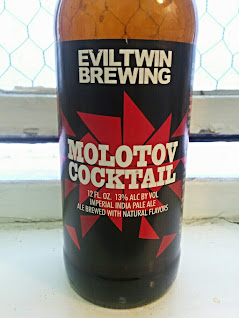 EVILTWIN
BREWING
MOLOTOV
COCKTAIL
12 FL. OZ. 13% ALC BY VOL
IMPERIAL INDIA PALE ALE
ALE BREWED WITH NATURAL FLAVORS